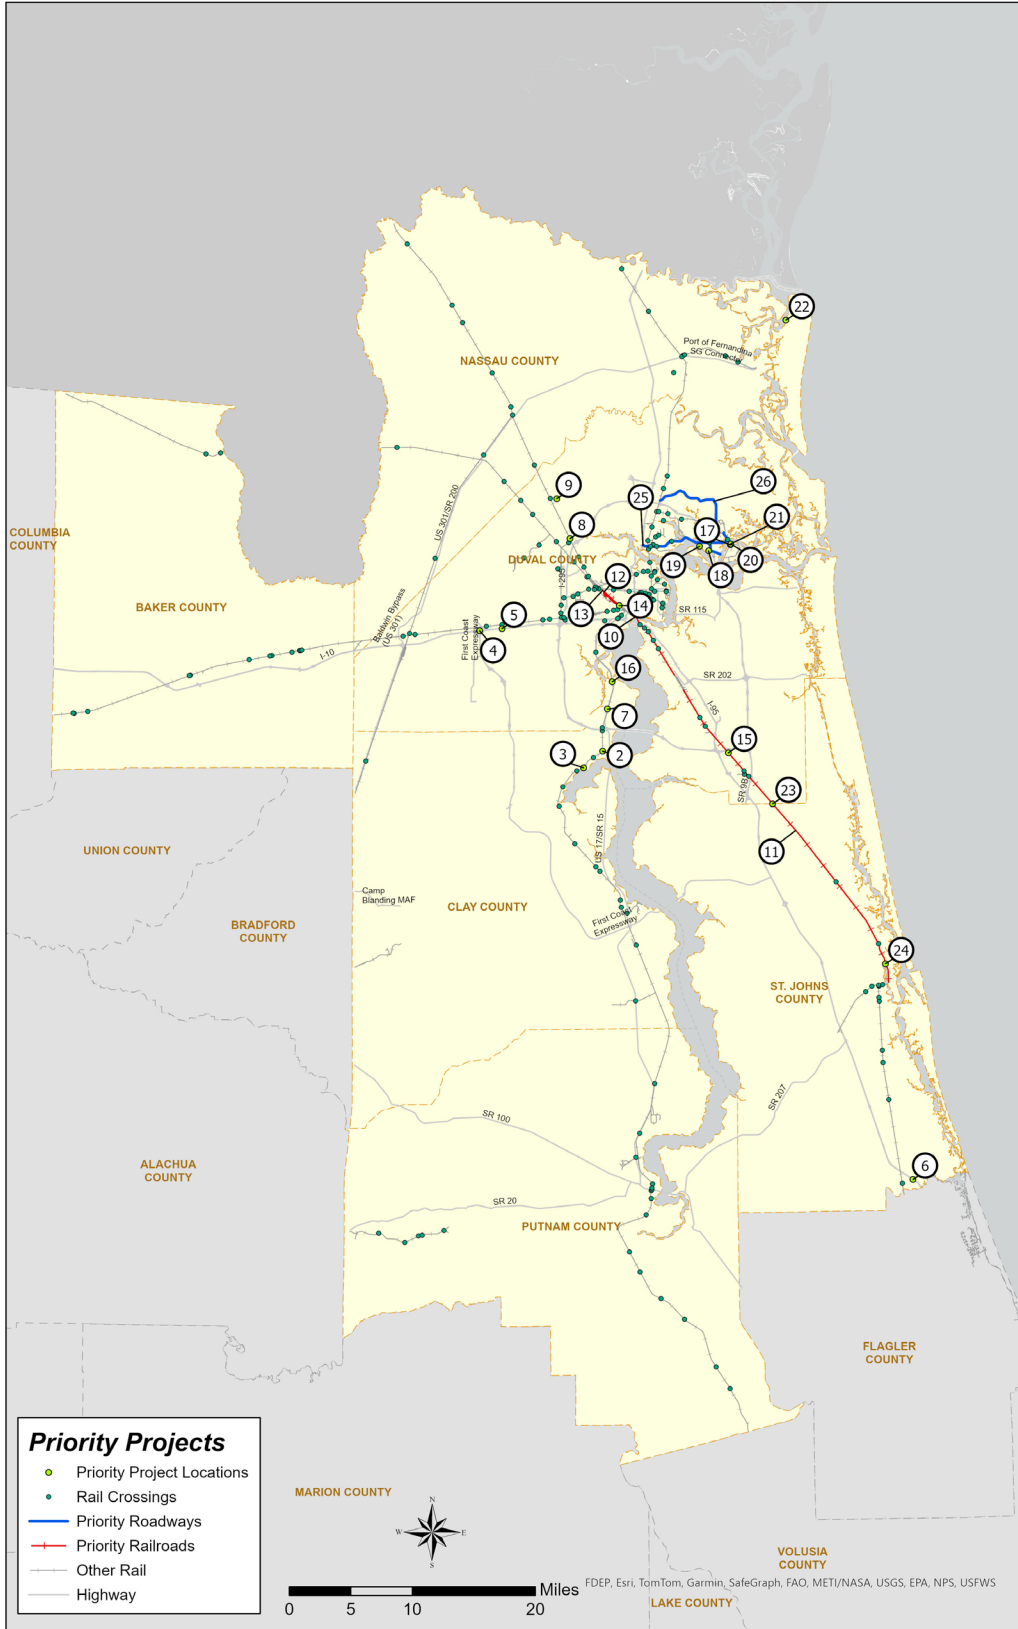 22
Port of Fernandina
SG Connector
NASSAU COUNTY
9
26
25
US 301/SR 200
COLUMBIA
COUNTY
8
17
21
DUVAL COUNTY
19
20
18
I-295
12
BAKER COUNTY
Baldwin Bypass
(US 301)
5
13
14
SR 115
First Coast
Expressway
10
4
I-10
16
SR 202
I-95
7
15
3
2
SR 9B
23
US 17/SR 15
UNION COUNTY
11
Camp
Blanding MAF
CLAY COUNTY
BRADFORD
COUNTY
First Coast
Expressway
24
ST. JOHNS
COUNTY
SR 100
SR 207
ALACHUA
COUNTY
6
SR 20
PUTNAM COUNTY
FLAGLER
COUNTY
Priority Projects
Priority Project Locations
Rail Crossings
Priority Roadways
Priority Railroads
Other Rail
Highway
MARION COUNTY
N
W
E
S
VOLUSIA
COUNTY
FDEP, Esri, TomTom, Garmin, SafeGraph, FAO, METI/NASA, USGS, EPA, NPS, USFWS
Miles
0 5 10 20
LAKE COUNTY